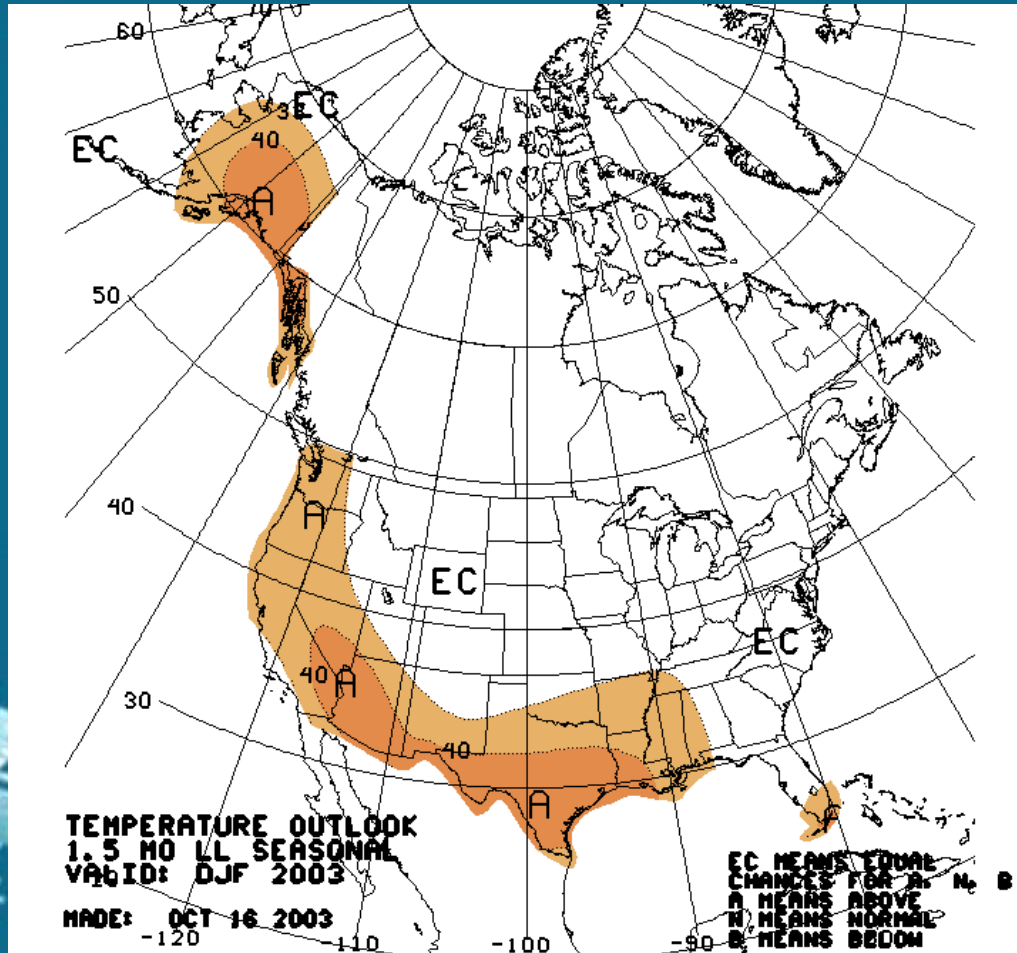 60
70
EC
EC
40
A
50
40
A
EC
EC
40
A
30
40
A
TEMPERATURE OUTLOOK
1.5 MO LL SEASONAL
VALID: DJF 2003
MADE: OCT 16 2003
EC MEANS EQUAL
CHANCES FOR A, N, B
A MEANS ABOVE
N MEANS NORMAL
B MEANS BELOW
-120
-110
-100
-90